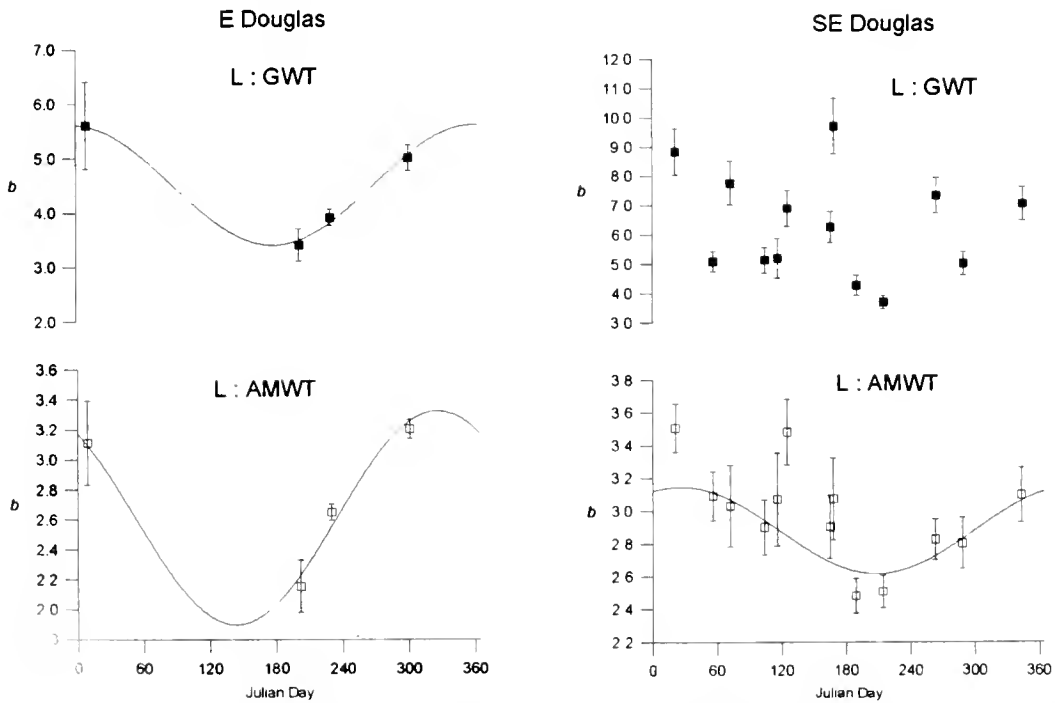 E Douglas
SE Douglas
L : GWT
7.0
6.0
5.0
4.0
3.0
2.0
b
L : GWT
12 0
11.0
10.0
9.0
8.0
7.0
6.0
5.0
4 0
3 0
b
L : AMWT
3.6
3.4
3.2
3.0
2.8
2.6
2.4
2.2
2 0
b
0 60 120 180 240 300 360
Julian Day
L : AMWT
3 8
3.6
3.4
3.2
3.0
2.8
2.6
2.4
2 2
b
0 60 120 180 240 300 360
Julian Day